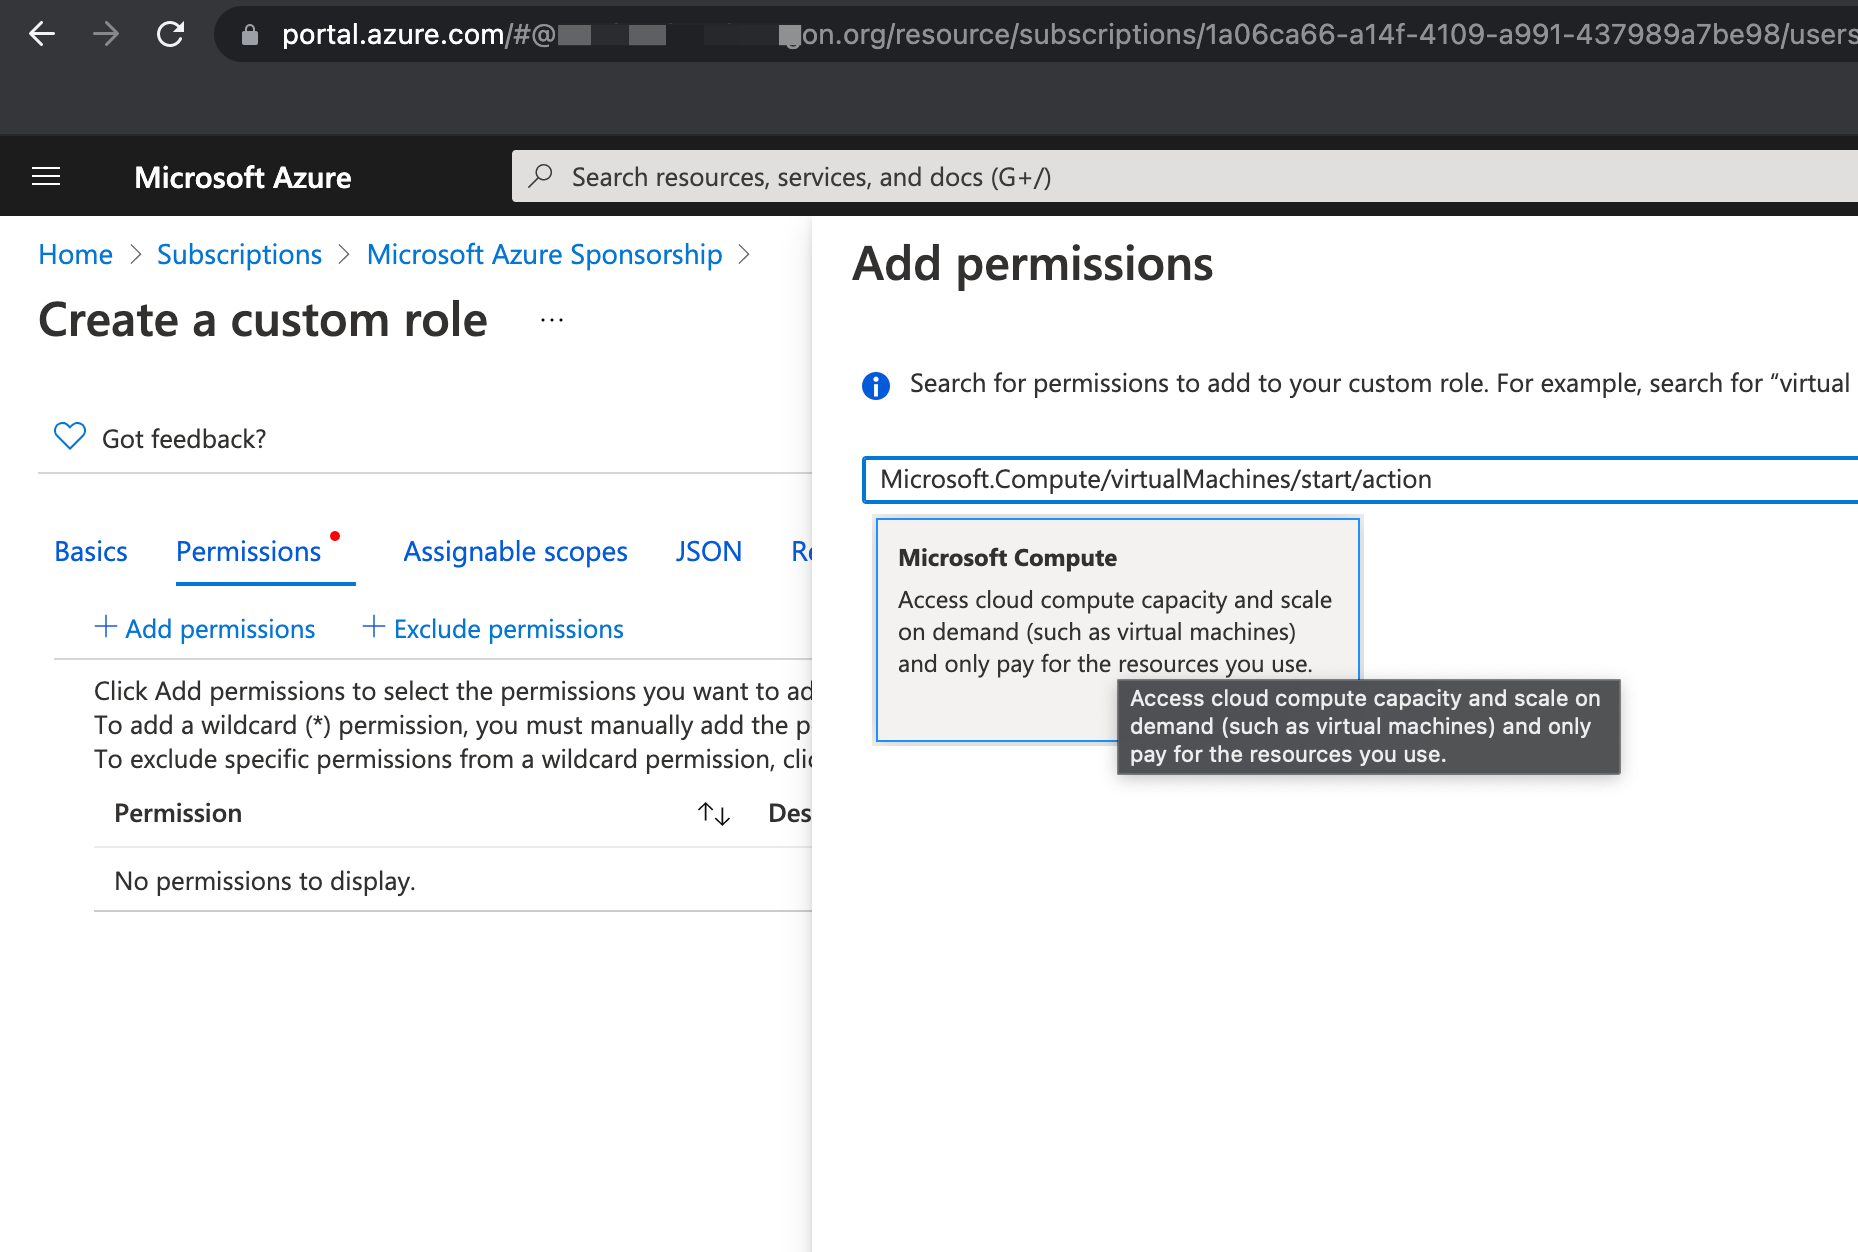 portal.azure.com/#@ on.org/resource/subscriptions/1a06ca66-a14f-4109-a991-437989a7be98/users
Microsoft Azure
Search resources, services, and docs (G+/)
Home > Subscriptions > Microsoft Azure Sponsorship >
Create a custom role ...
Got feedback?
Basics Permissions Assignable scopes JSON Re
+ Add permissions + Exclude permissions
Click Add permissions to select the permissions you want to ad
To add a wildcard (*) permission, you must manually add the p
To exclude specific permissions from a wildcard permission, clic
Permission ↑↓ Des
No permissions to display.
Add permissions
Search for permissions to add to your custom role. For example, search for “virtual
Microsoft.Compute/virtualMachines/start/action
Microsoft Compute
Access cloud compute capacity and scale
on demand (such as virtual machines)
and only pay for the resources you use.
Access cloud compute capacity and scale on
demand (such as virtual machines) and only
pay for the resources you use.